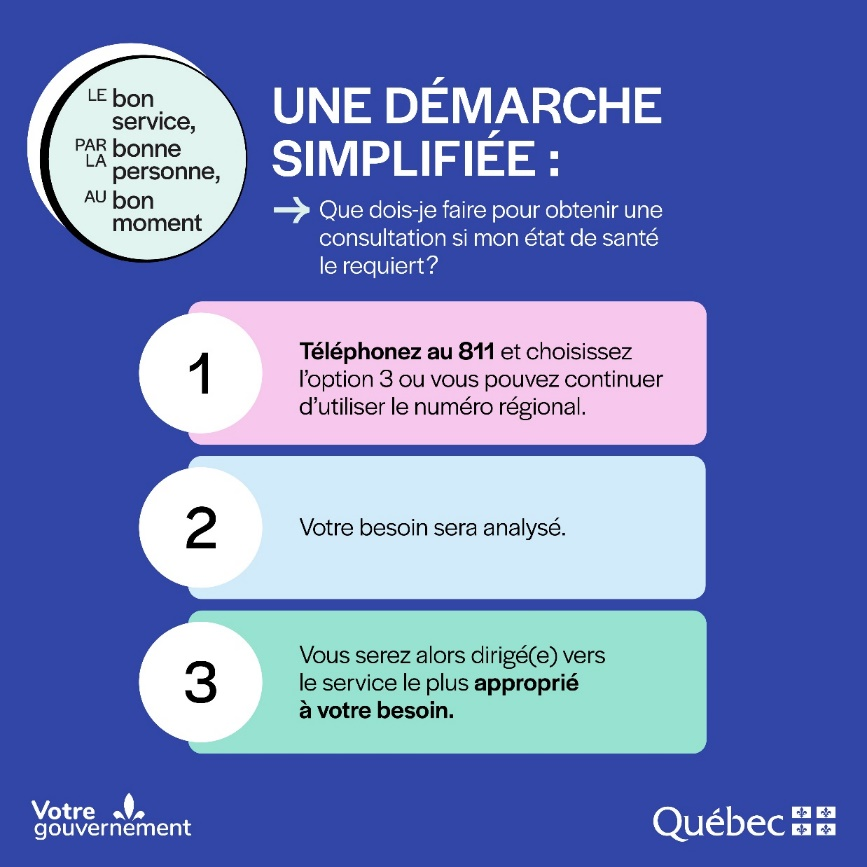 LE bon
service,
PAR LA bonne
personne,
AU bon
moment
UNE DÉMARCHE
SIMPLIFIÉE :
→ Que dois-je faire pour obtenir une
consultation si mon état de santé
le requiert?
1
Téléphonez au 811 et choisissez
l’option 3 ou vous pouvez continuer
d’utiliser le numéro régional.
2
Votre besoin sera analysé.
3
Vous serez alors dirigé(e) vers
le service le plus approprié
à votre besoin.
Votre
gouvernement
Québec